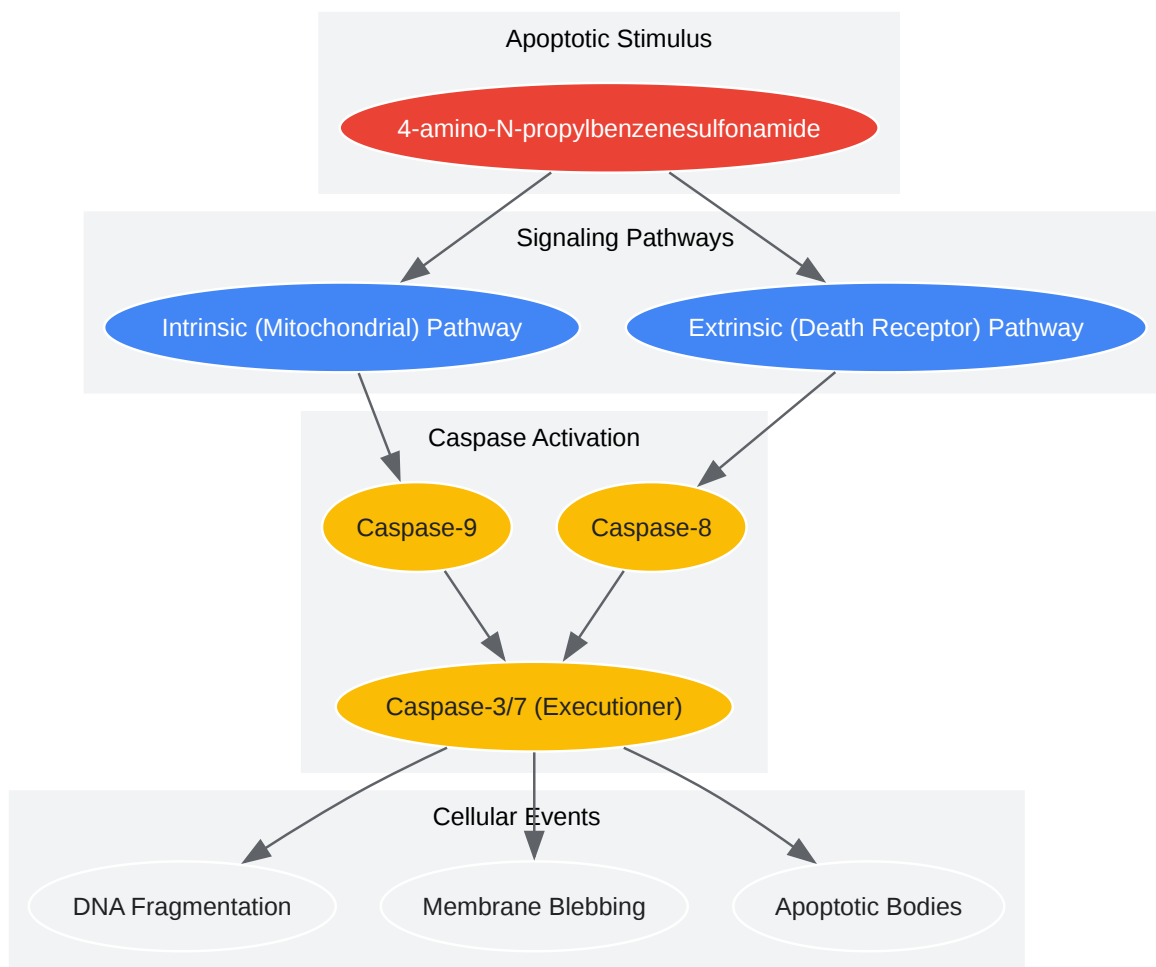 Apoptotic Stimulus
4-amino-N-propylbenzenesulfonamide
Signaling Pathways
Intrinsic (Mitochondrial) Pathway
Extrinsic (Death Receptor) Pathway
Caspase Activation
Caspase-9
Caspase-8
Caspase-3/7 (Executioner)
Cellular Events
DNA Fragmentation
Membrane Blebbing
Apoptotic Bodies